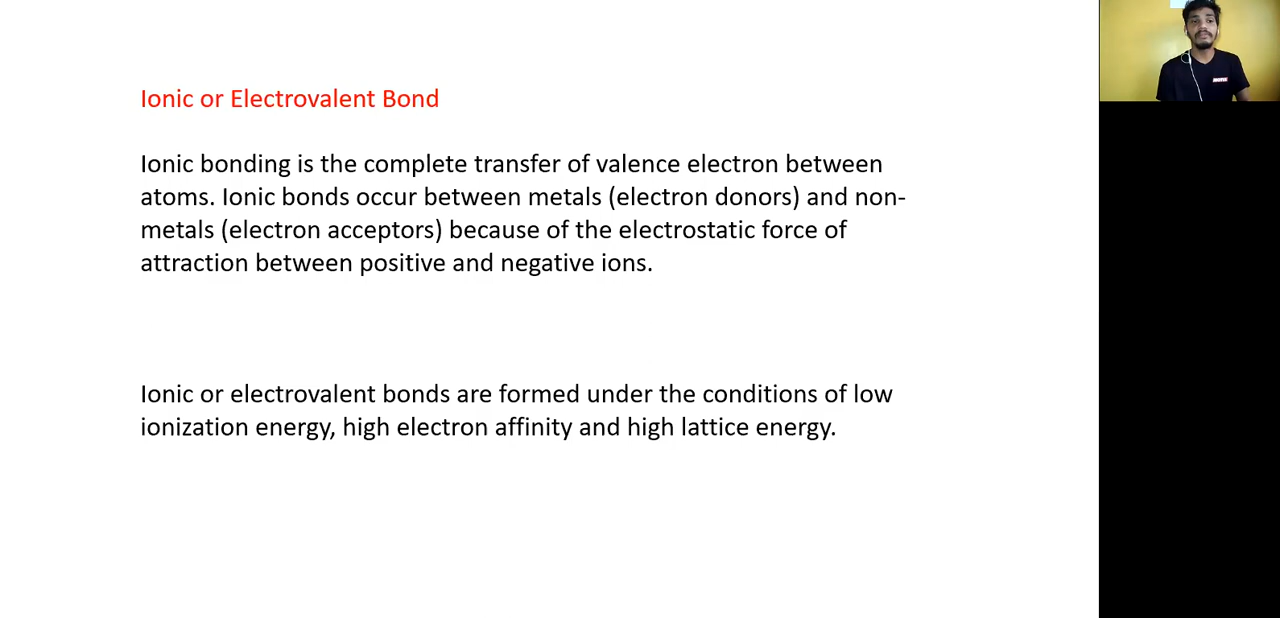 Ionic or Electrovalent Bond
Ionic bonding is the complete transfer of valence electron between
atoms. Ionic bonds occur between metals (electron donors) and non-
metals (electron acceptors) because of the electrostatic force of
attraction between positive and negative ions.
Ionic or electrovalent bonds are formed under the conditions of low
ionization energy, high electron affinity and high lattice energy.